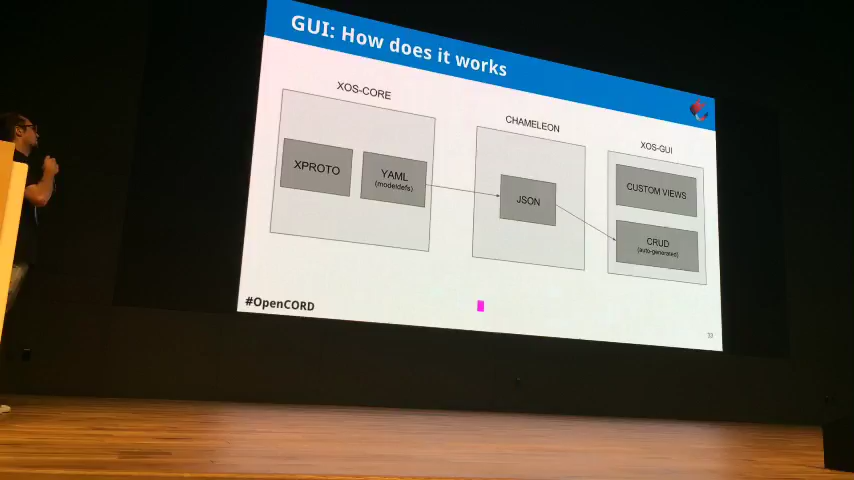 GUI: How does it works
XOS-CORE
XPROTO
YAML
(modeldefs)
CHAMELEON
JSON
XOS-GUI
CUSTOM VIEWS
CRUD
(auto-generated)
#OpenCORD